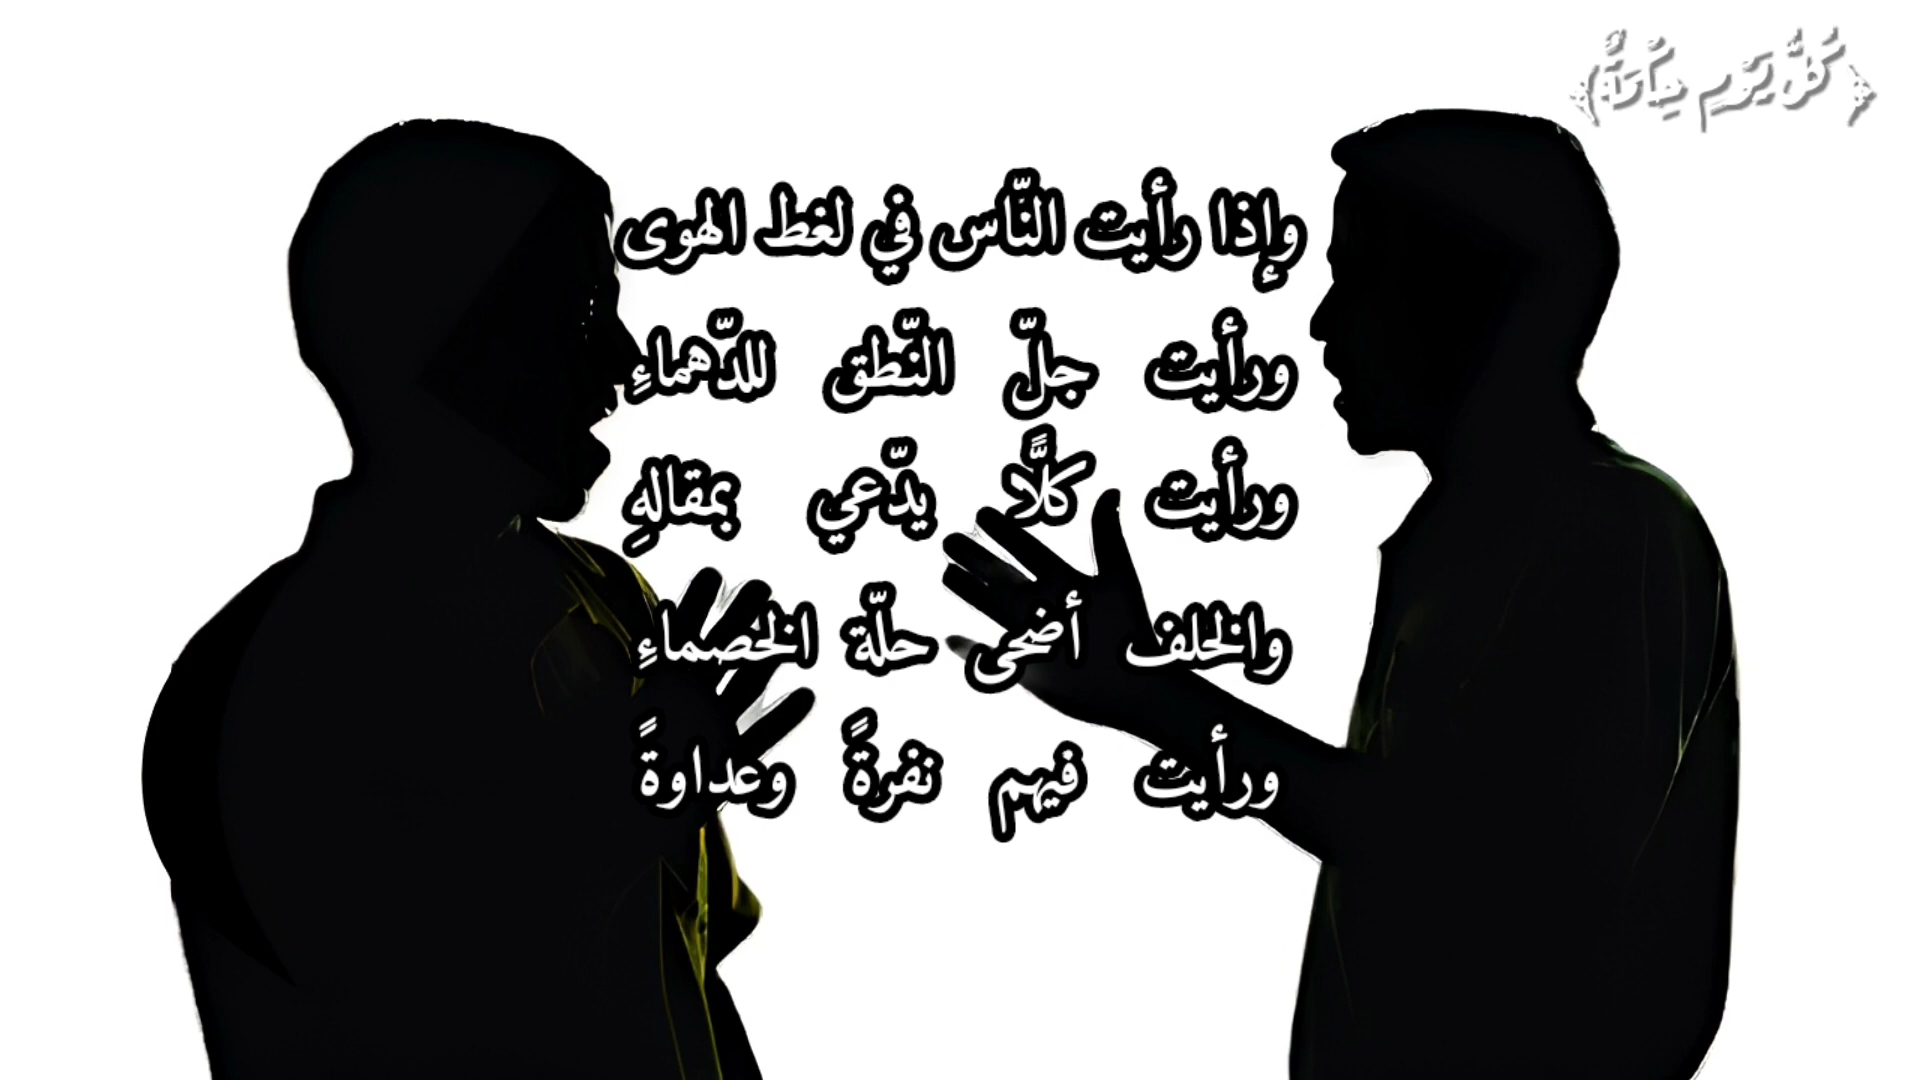 كُلَّ يَوْمٍ حِكَايَةٌ
وإذا رأيت النَّاس في لغط الهوى
ورأيت جلّ النّطق للدّهماءِ
ورأيت كلًّا يدّعي بمقالهِ
والخلف أضحى حلّة الخصماءِ
ورأيت فيهم نفرةً وعداوةً